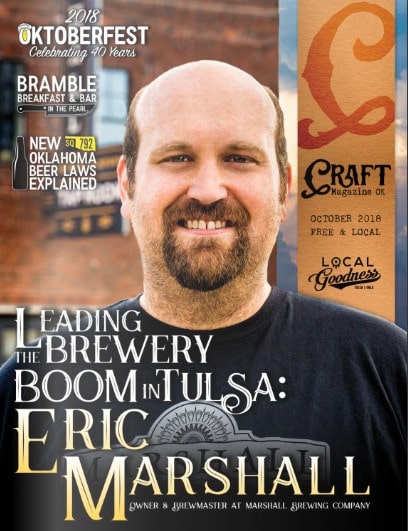 2018
OKTOBERFEST
Celebrating 40 Years
BRAMBLE
BREAKFAST & BAR
IN THE PEARL
NEW SQ 792
OKLAHOMA
BEER LAWS
EXPLAINED
C
CRAFT
Magazine OK
OCTOBER 2018
FREE & LOCAL
LOCAL
Goodness
LEADING
THE BREWERY
BOOM IN TULSA:
ERIC
MARSHALL
OWNER & BREWMASTER AT MARSHALL BREWING COMPANY
MARSHALL